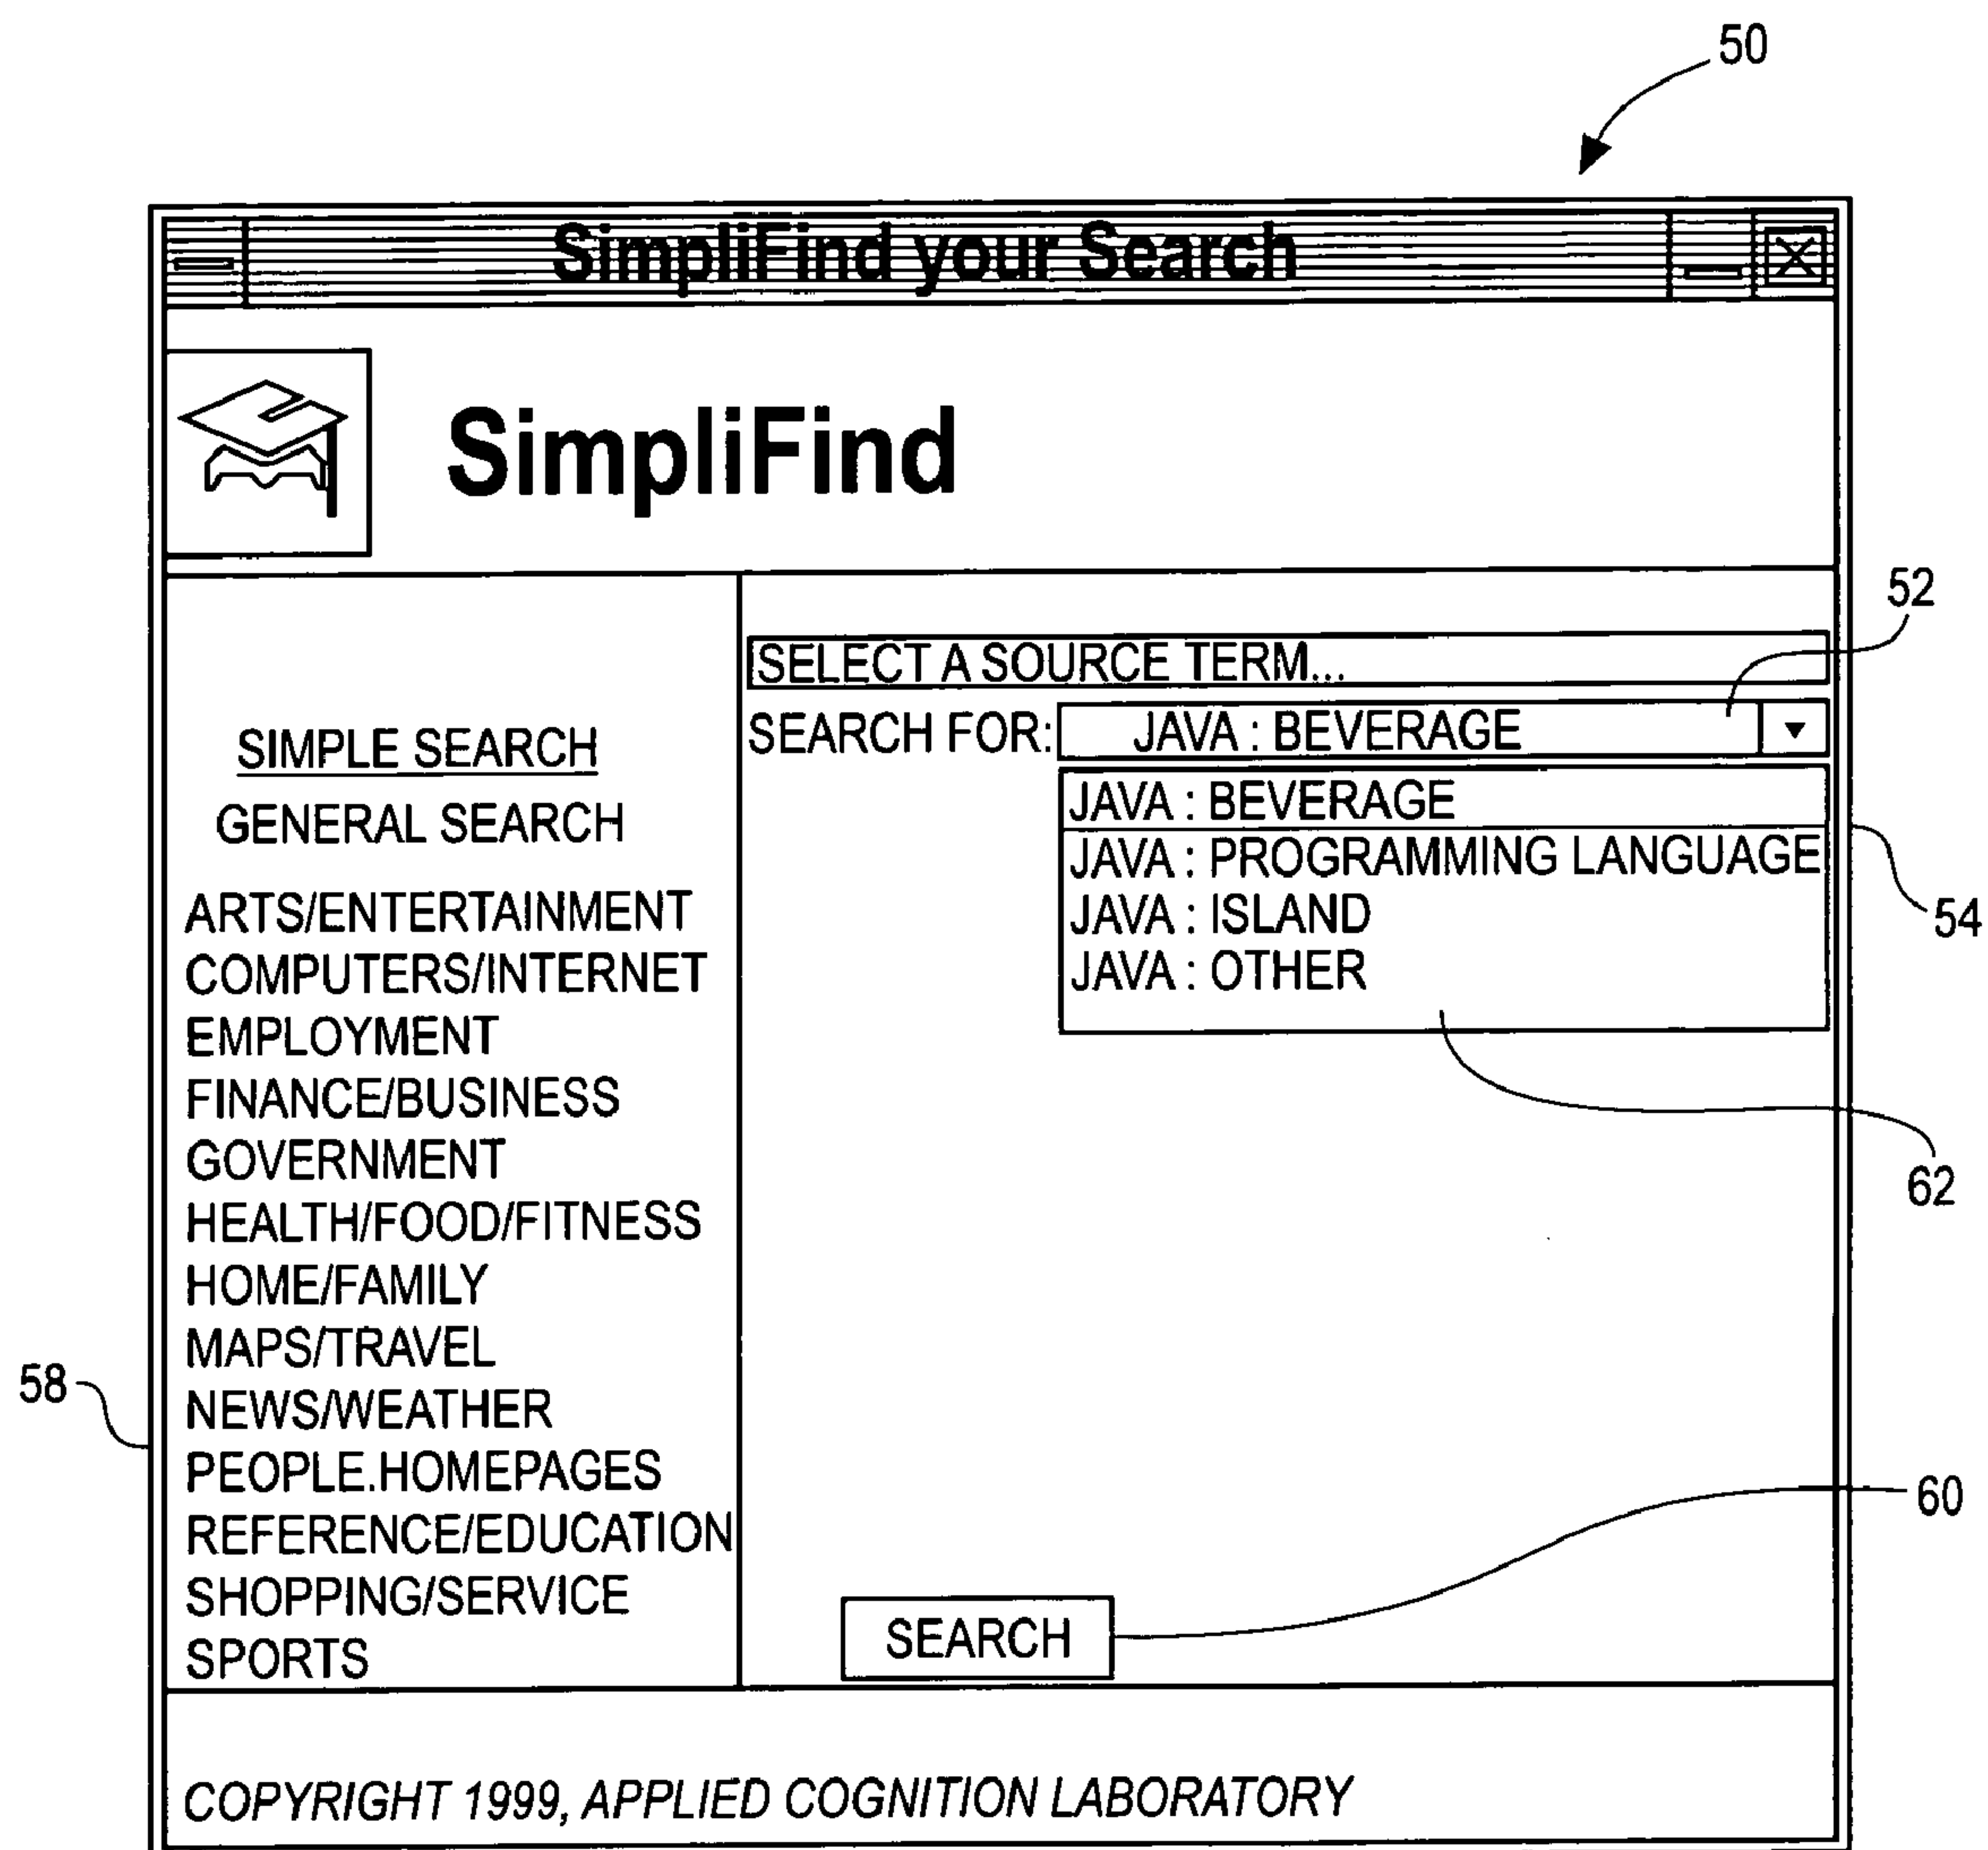 50
SimpliFind your Search
SimpliFind
52
SELECT A SOURCE TERM...
SEARCH FOR: JAVA : BEVERAGE
JAVA : BEVERAGE
JAVA : PROGRAMMING LANGUAGE
JAVA : ISLAND
JAVA : OTHER
54
62
SIMPLE SEARCH
GENERAL SEARCH
ARTS/ENTERTAINMENT
COMPUTERS/INTERNET
EMPLOYMENT
FINANCE/BUSINESS
GOVERNMENT
HEALTH/FOOD/FITNESS
HOME/FAMILY
MAPS/TRAVEL
58
NEWS/WEATHER
PEOPLE.HOMEPAGES
REFERENCE/EDUCATION
SHOPPING/SERVICE
SPORTS
60
SEARCH
COPYRIGHT 1999, APPLIED COGNITION LABORATORY